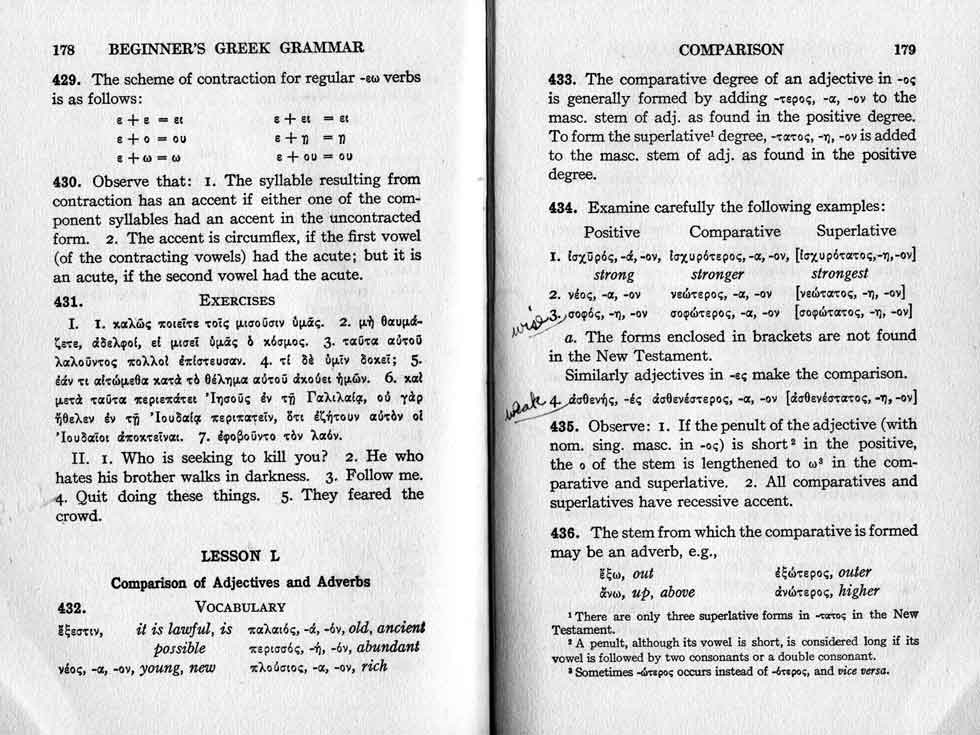 178 BEGINNER'S GREEK GRAMMAR
429. The scheme of contraction for regular -εω verbs
is as follows:
ε + ε = ει ε + ει = ει
ε + ο = ου ε + η = η
ε + ω = ω ε + ου = ου
430. Observe that: 1. The syllable resulting from
contraction has an accent if either one of the com-
ponent syllables had an accent in the uncontracted
form. 2. The accent is circumflex, if the first vowel
(of the contracting vowels) had the acute; but it is
an acute, if the second vowel had the acute.
431. EXERCISES
I. 1. καλῶς ποιεῖτε τοῖς μισοῦσιν ὑμᾶς. 2. μὴ θαυμά-
ζετε, ἀδελφοί, εἰ μισεῖ ὑμᾶς ὁ κόσμος. 3. ταῦτα αὐτοῦ
λαλοῦντος πολλοὶ ἐπίστευσαν. 4. τί δὲ ὑμῖν δοκεῖ; 5.
ἐάν τι αἰτώμεθα κατὰ τὸ θέλημα αὐτοῦ ἀκούει ἡμῶν. 6. καὶ
μετὰ ταῦτα περιεπάτει Ἰησοῦς ἐν τῇ Γαλιλαίᾳ, οὐ γὰρ
ἤθελεν ἐν τῇ Ἰουδαίᾳ περιπατεῖν, ὅτι ἐζήτουν αὐτὸν οἱ
Ἰουδαῖοι ἀποκτεῖναι. 7. ἐφοβοῦντο τὸν λαόν.
II. 1. Who is seeking to kill you? 2. He who
hates his brother walks in darkness. 3. Follow me.
4. Quit doing these things. 5. They feared the
crowd.
LESSON L
Comparison of Adjectives and Adverbs
432. VOCABULARY
ἔξεστιν, it is lawful, is παλαιός, -ά, -όν, old, ancient
possible περισσός, -ή, -όν, abundant
νέος, -α, -ον, young, new πλούσιος, -α, -ον, rich
COMPARISON 179
433. The comparative degree of an adjective in -ος
is generally formed by adding -τερος, -α, -ον to the
masc. stem of adj. as found in the positive degree.
To form the superlative¹ degree, -τατος, -η, -ον is added
to the masc. stem of adj. as found in the positive
degree.
434. Examine carefully the following examples:
Positive Comparative Superlative
1. ἰσχῡρός, -ά, -όν, ἰσχυρότερος, -α, -ον, [ἰσχυρότατος,-η,-ον]
strong stronger strongest
2. νέος, -α, -ον νεώτερος, -α, -ον [νεώτατος, -η, -ον]
wise 3. σοφός, -η, -ον σοφώτερος, -α, -ον [σοφώτατος, -η, -ον]
a. The forms enclosed in brackets are not found
in the New Testament.
Similarly adjectives in -ες make the comparison.
weak 4. ἀσθενής, -ές ἀσθενέστερος, -α, -ον [ἀσθενέστατος, -η, -ον]
435. Observe: 1. If the penult of the adjective (with
nom. sing. masc. in -ος) is short² in the positive,
the ο of the stem is lengthened to ω³ in the com-
parative and superlative. 2. All comparatives and
superlatives have recessive accent.
436. The stem from which the comparative is formed
may be an adverb, e.g.,
ἔξω, out ἐξώτερος, outer
ἄνω, up, above ἀνώτερος, higher
¹ There are only three superlative forms in -τατος in the New
Testament.
² A penult, although its vowel is short, is considered long if its
vowel is followed by two consonants or a double consonant.
³ Sometimes -ώτερος occurs instead of -ότερος, and vice versa.